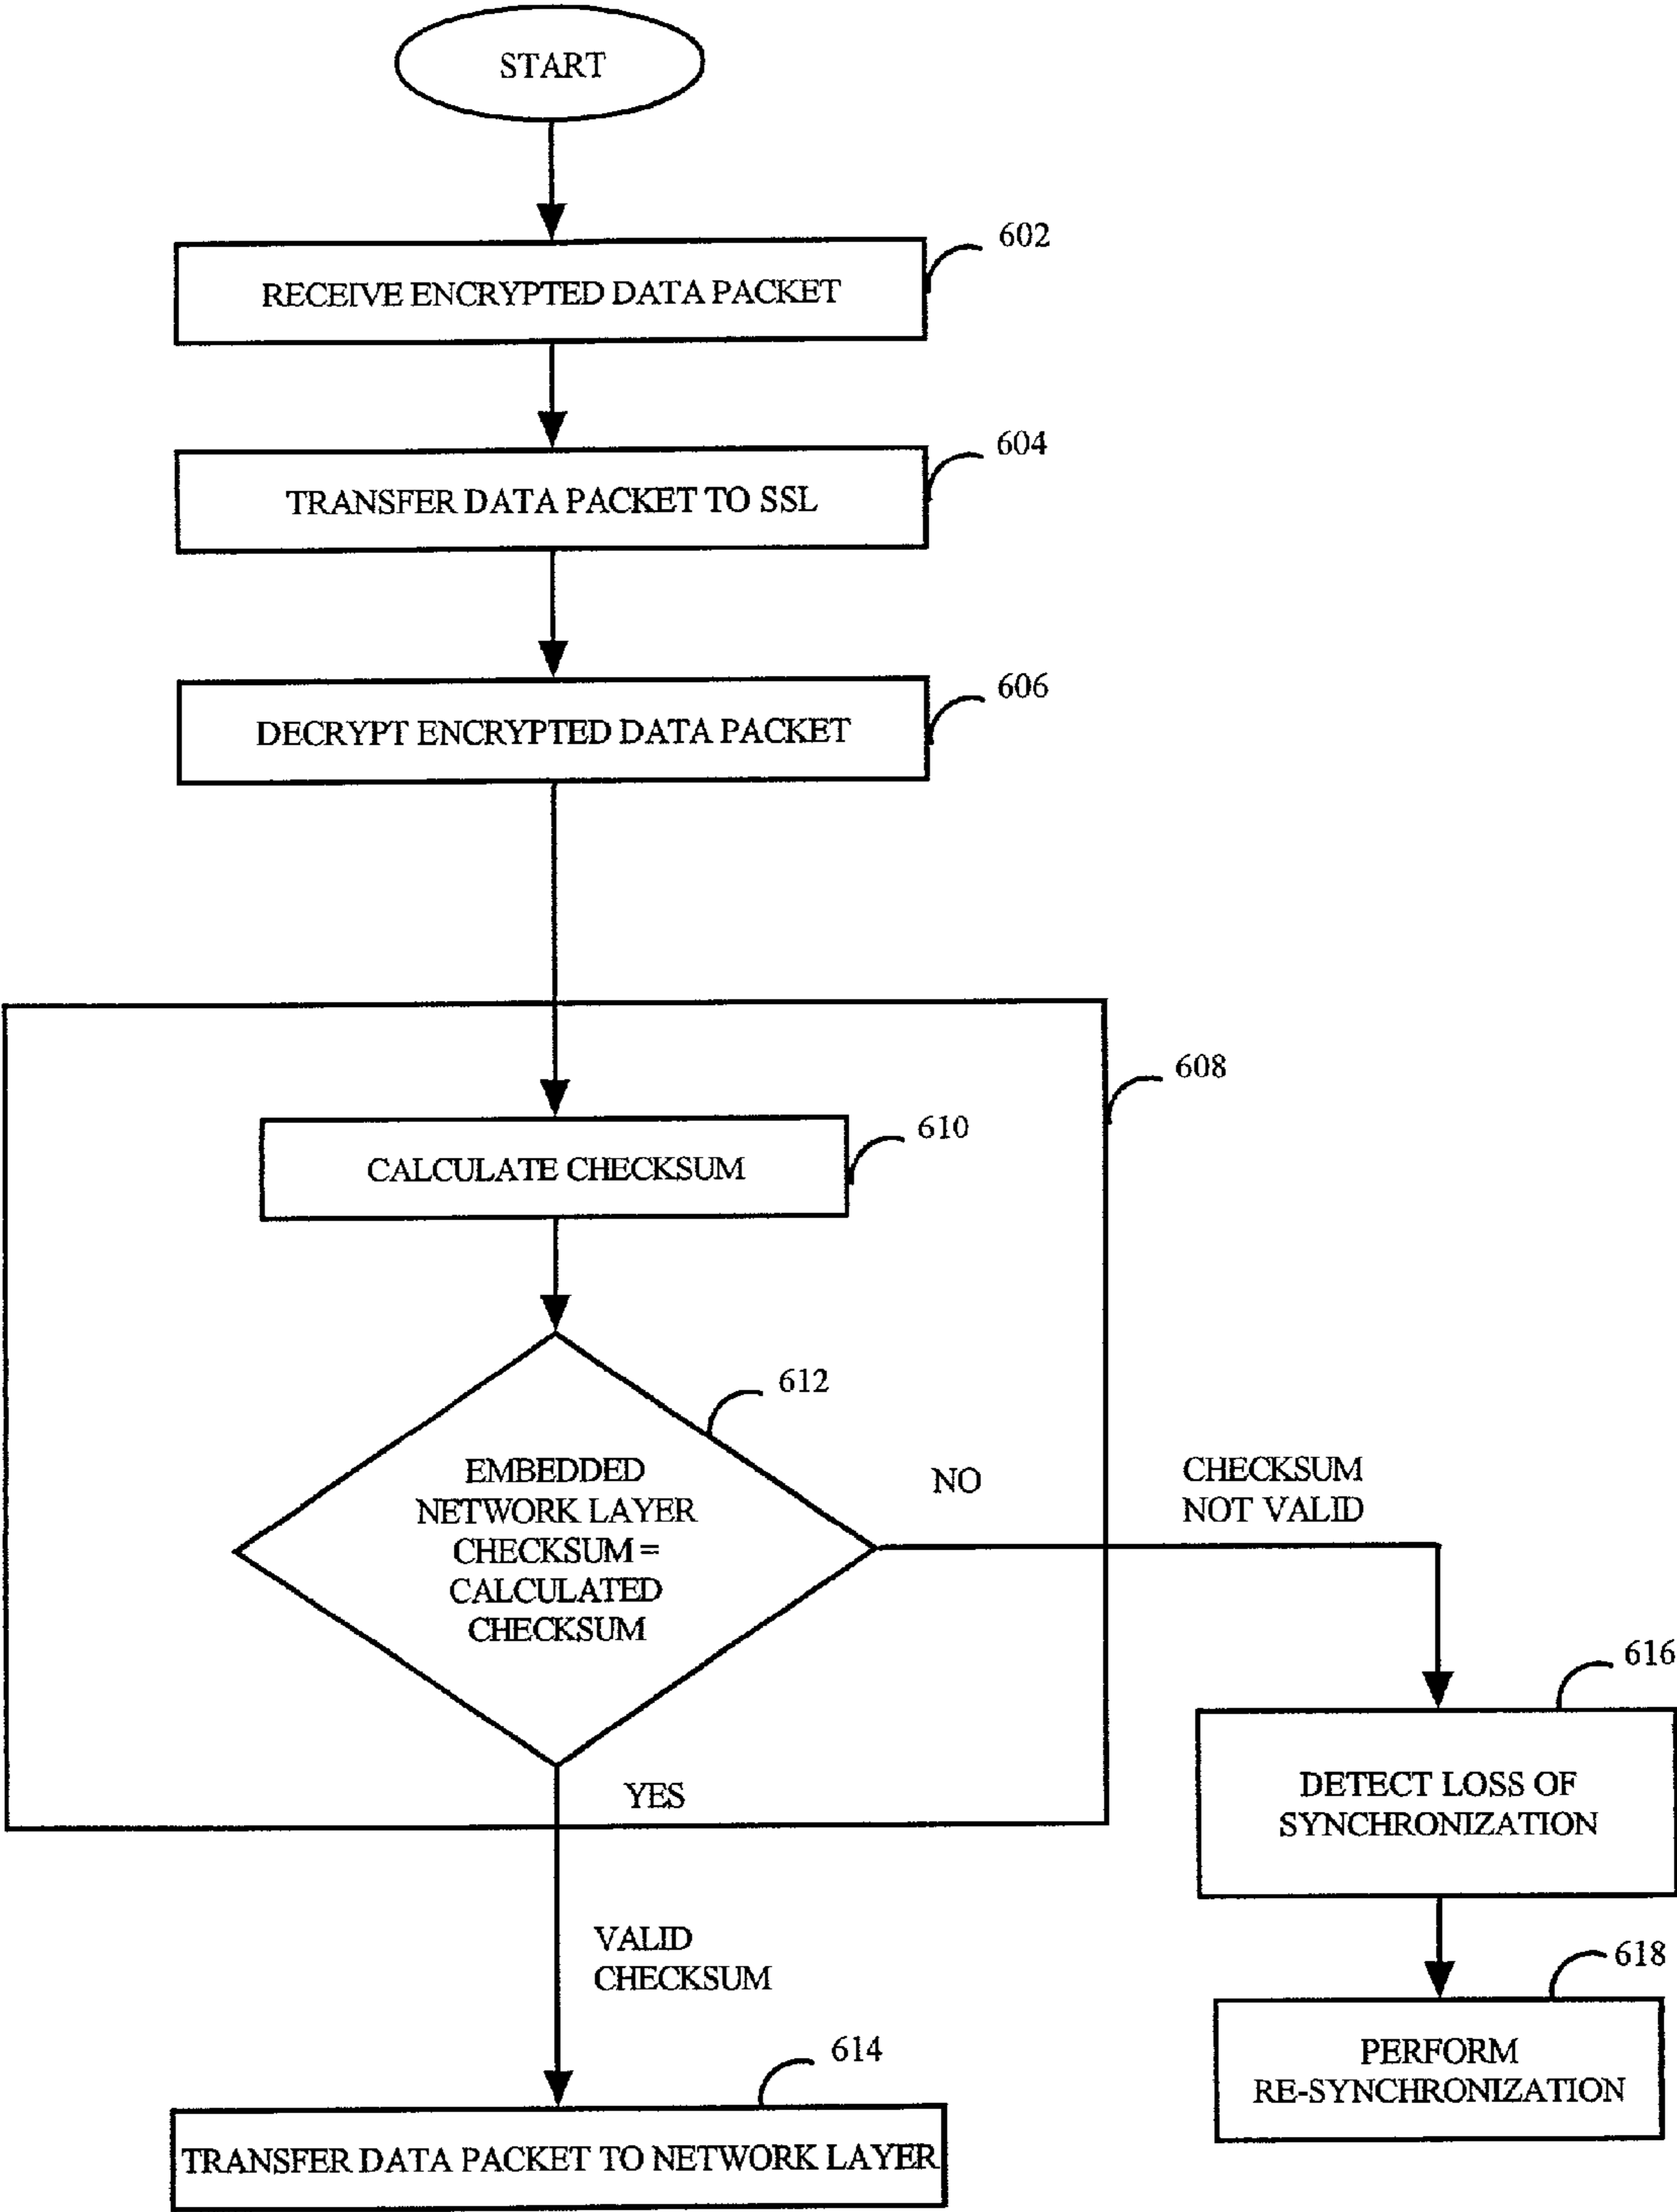 START
602
RECEIVE ENCRYPTED DATA PACKET
604
TRANSFER DATA PACKET TO SSL
606
DECRYPT ENCRYPTED DATA PACKET
608
610
CALCULATE CHECKSUM
612
EMBEDDED
NETWORK LAYER
CHECKSUM =
CALCULATED
CHECKSUM
NO
CHECKSUM
NOT VALID
616
DETECT LOSS OF
SYNCHRONIZATION
YES
VALID
CHECKSUM
618
PERFORM
RE-SYNCHRONIZATION
614
TRANSFER DATA PACKET TO NETWORK LAYER